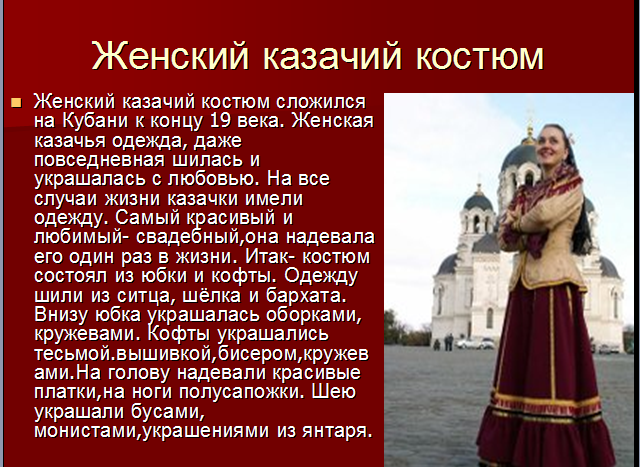 Женский казачий костюм
Женский казачий костюм сложился
на Кубани к концу 19 века. Женская
казачья одежда, даже
повседневная шилась и
украшалась с любовью. На все
случаи жизни казачки имели
одежду. Самый красивый и
любимый- свадебный,она надевала
его один раз в жизни. Итак- костюм
состоял из юбки и кофты. Одежду
шили из ситца, шёлка и бархата.
Внизу юбка украшалась оборками,
кружевами. Кофты украшались
тесьмой.вышивкой,бисером,кружев
ами.На голову надевали красивые
платки,на ноги полусапожки. Шею
украшали бусами,
монистами,украшениями из янтаря.